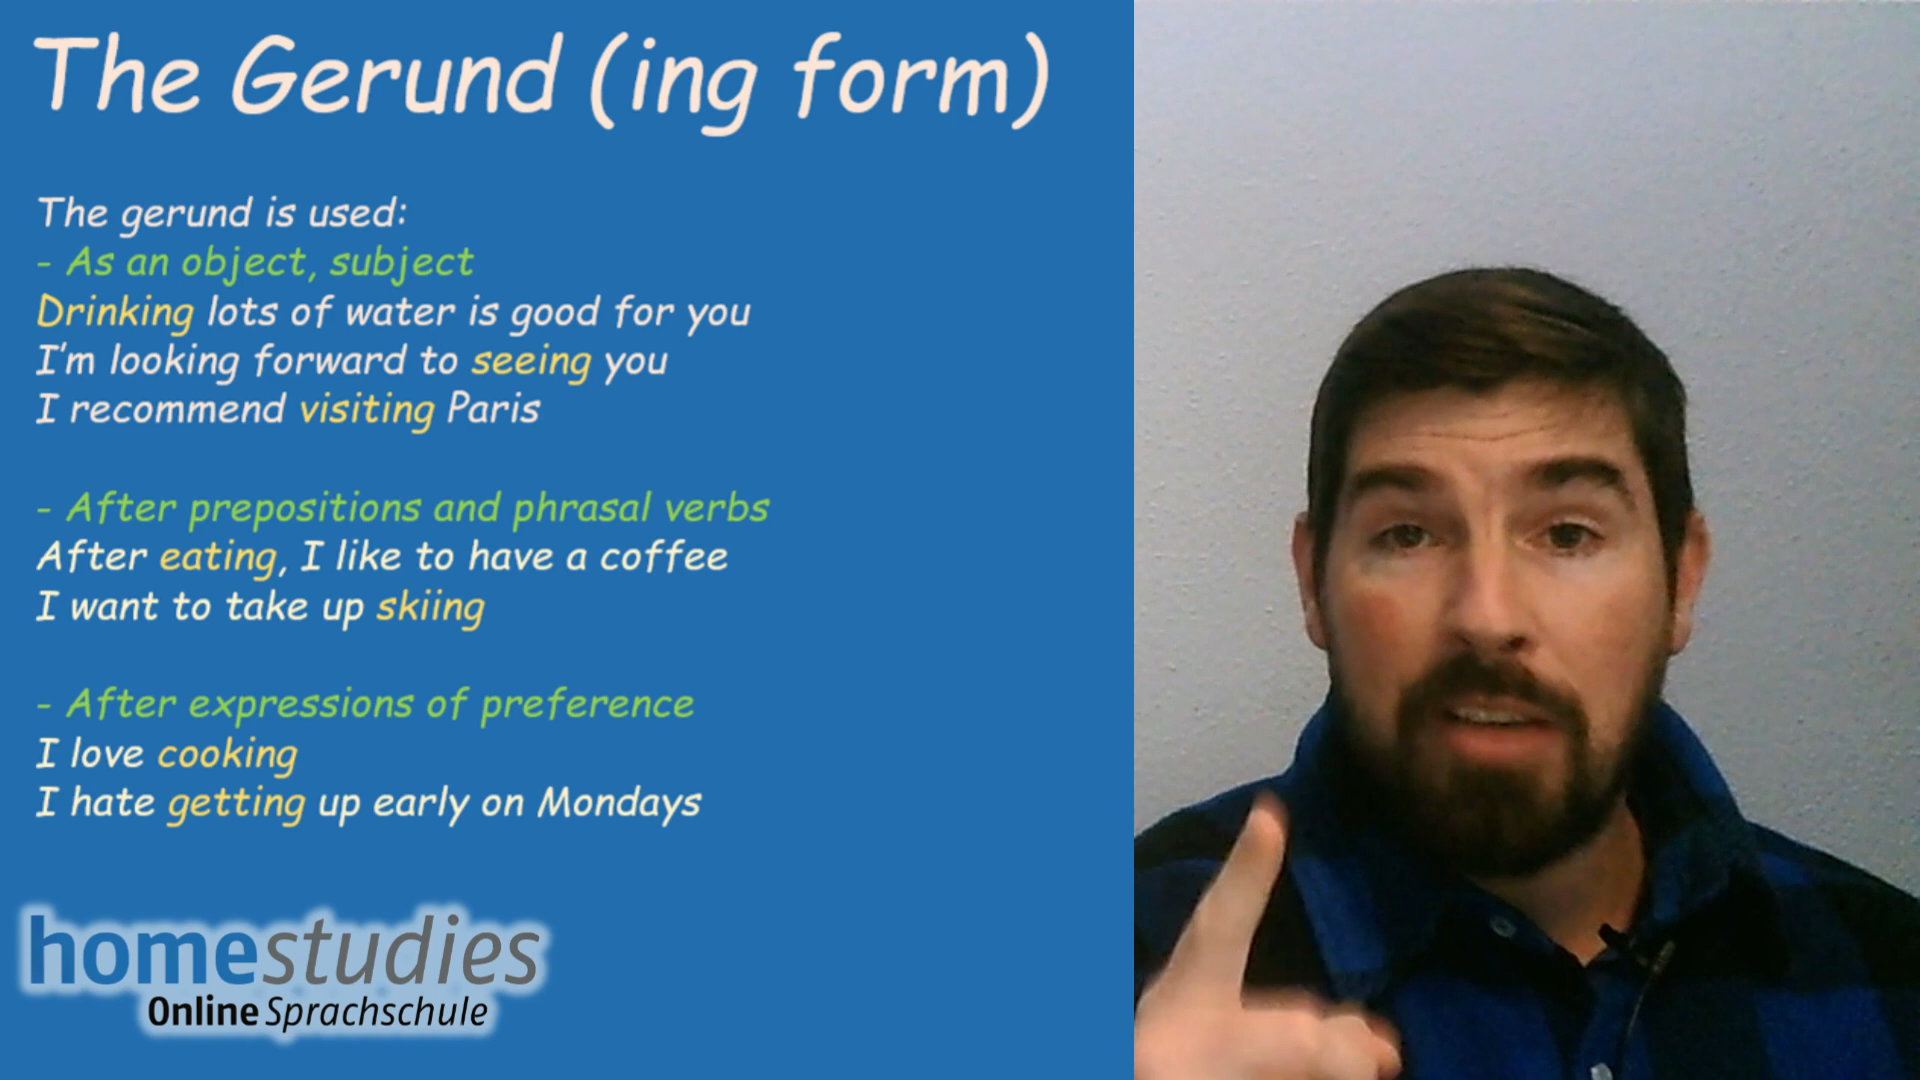 The Gerund (ing form)
The gerund is used:
- As an object, subject
Drinking lots of water is good for you
I'm looking forward to seeing you
I recommend visiting Paris
- After prepositions and phrasal verbs
After eating, I like to have a coffee
I want to take up skiing
- After expressions of preference
I love cooking
I hate getting up early on Mondays
homestudies
Online Sprachschule